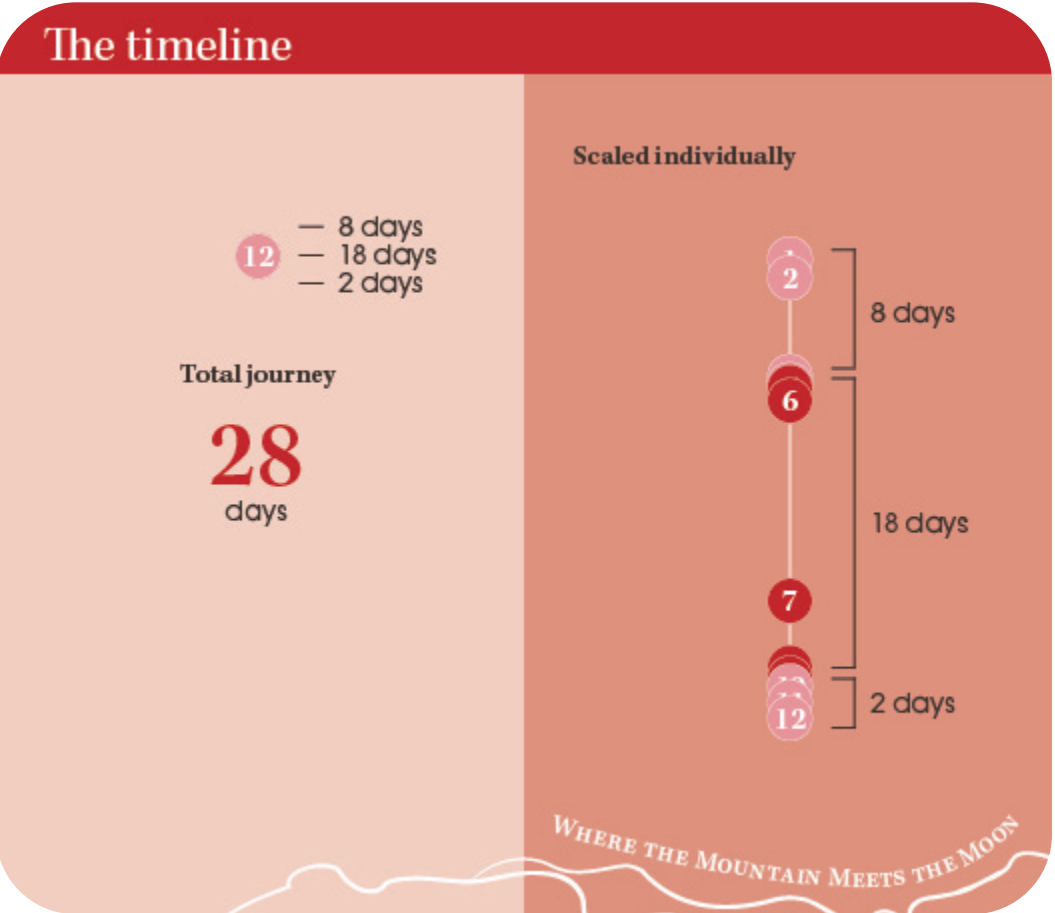 The timeline
12
8 days
18 days
2 days
Total journey
28
days
Scaled individually
2
8 days
6
18 days
7
12
2 days
WHERE THE MOUNTAIN MEETS THE MOON